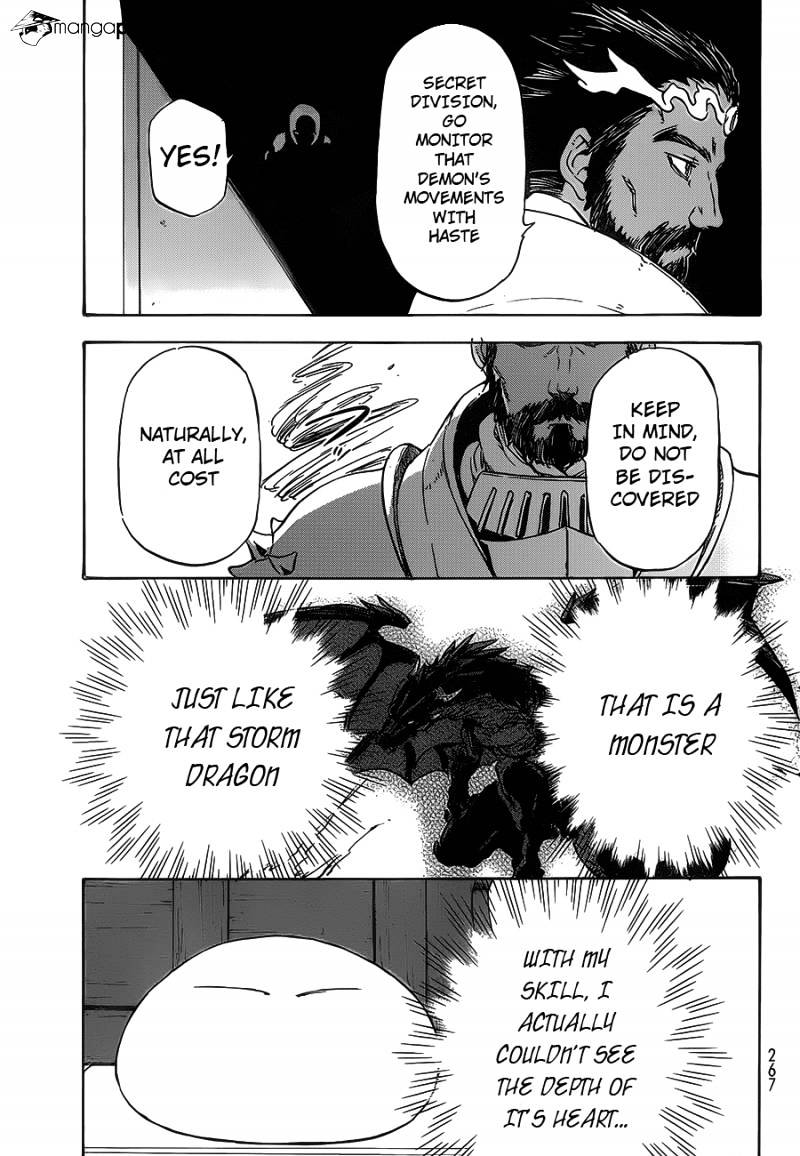 SECRET
DIVISION,
GO
MONITOR
THAT
DEMON'S
MOVEMENTS
WITH
HASTE
YES!
KEEP
IN MIND,
DO NOT
BE DIS-
COVERED
NATURALLY,
AT ALL
COST
THAT IS A
MONSTER
JUST LIKE
THAT STORM
DRAGON
WITH MY
SKILL, I
ACTUALLY
COULDN'T SEE
THE DEPTH OF
IT'S HEART...
267